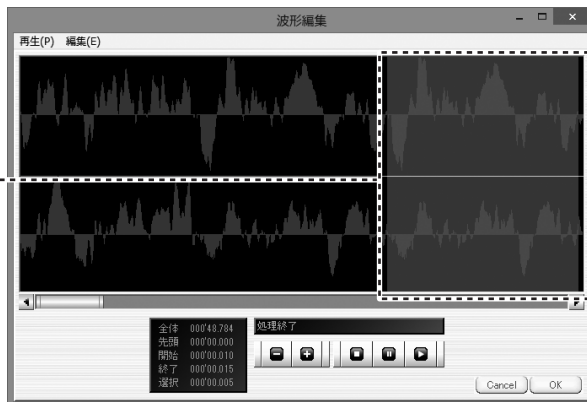 波形編集
再生(P) 編集(E)
全体 000'48.784
先頭 000'00.000
開始 000'00.010
終了 000'00.015
選択 000'00.005
処理終了
Cancel OK